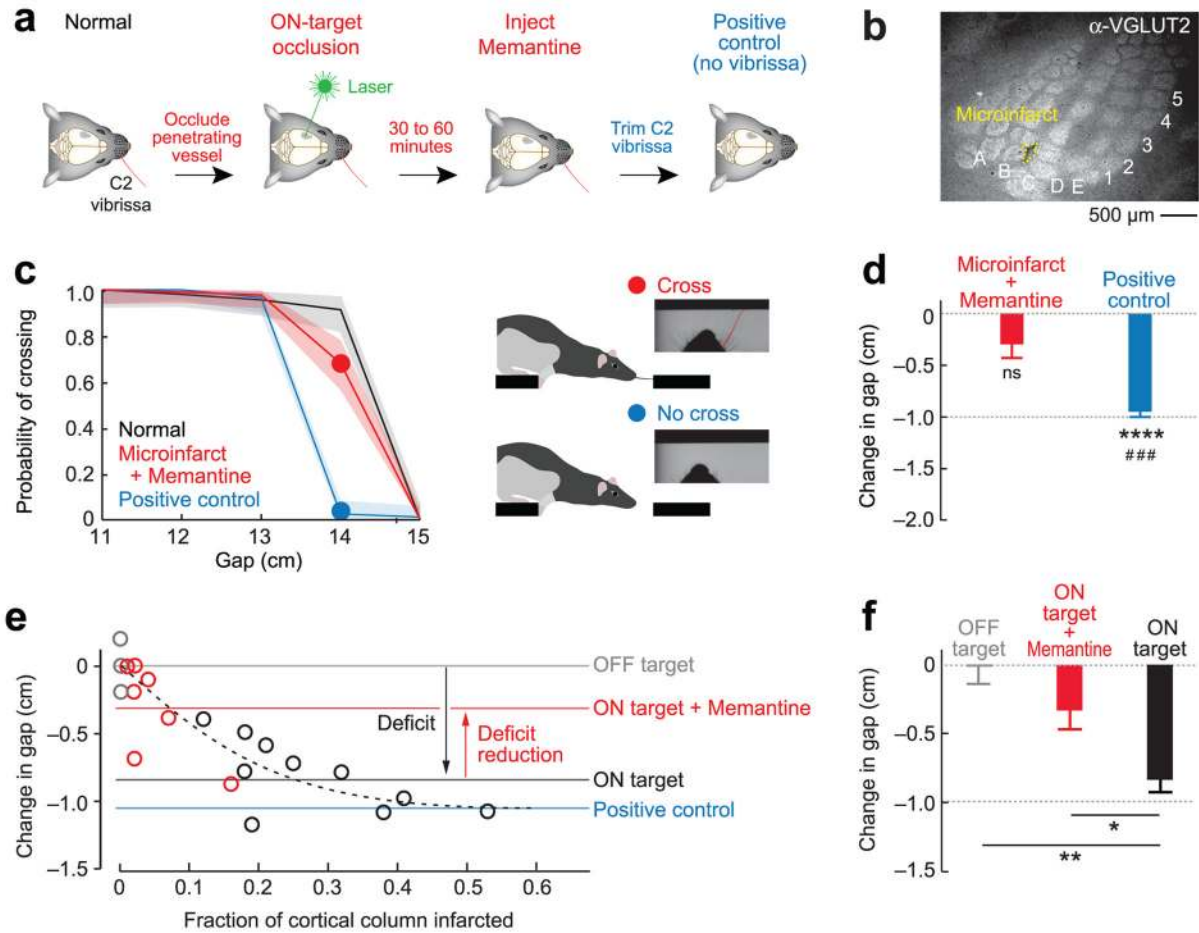 a
Normal
ON-target
occlusion
Inject
Memantine
Positive
control
(no vibrissa)
Laser
Occlude
penetrating
vessel
30 to 60
minutes
Trim C2
vibrissa
C2
vibrissa
b
α-VGLUT2
Microinfarct
A
B
C
D
E
1
2
3
4
5
500 µm
c
Probability of crossing
1.0
0.8
0.6
0.4
0.2
0
11
12
13
14
15
Gap (cm)
Normal
Microinfarct
+ Memantine
Positive control
Cross
No cross
d
Microinfarct
+
Memantine
Positive
control
Change in gap (cm)
0
–0.5
–1.0
–1.5
–2.0
ns
****
###
e
Change in gap (cm)
0
–0.5
–1.0
–1.5
0
0.1
0.2
0.3
0.4
0.5
0.6
Fraction of cortical column infarcted
OFF target
ON target + Memantine
Deficit
Deficit
reduction
ON target
Positive control
f
OFF
target
ON
target
+
Memantine
ON
target
Change in gap (cm)
0
–0.5
–1.0
–1.5
*
**